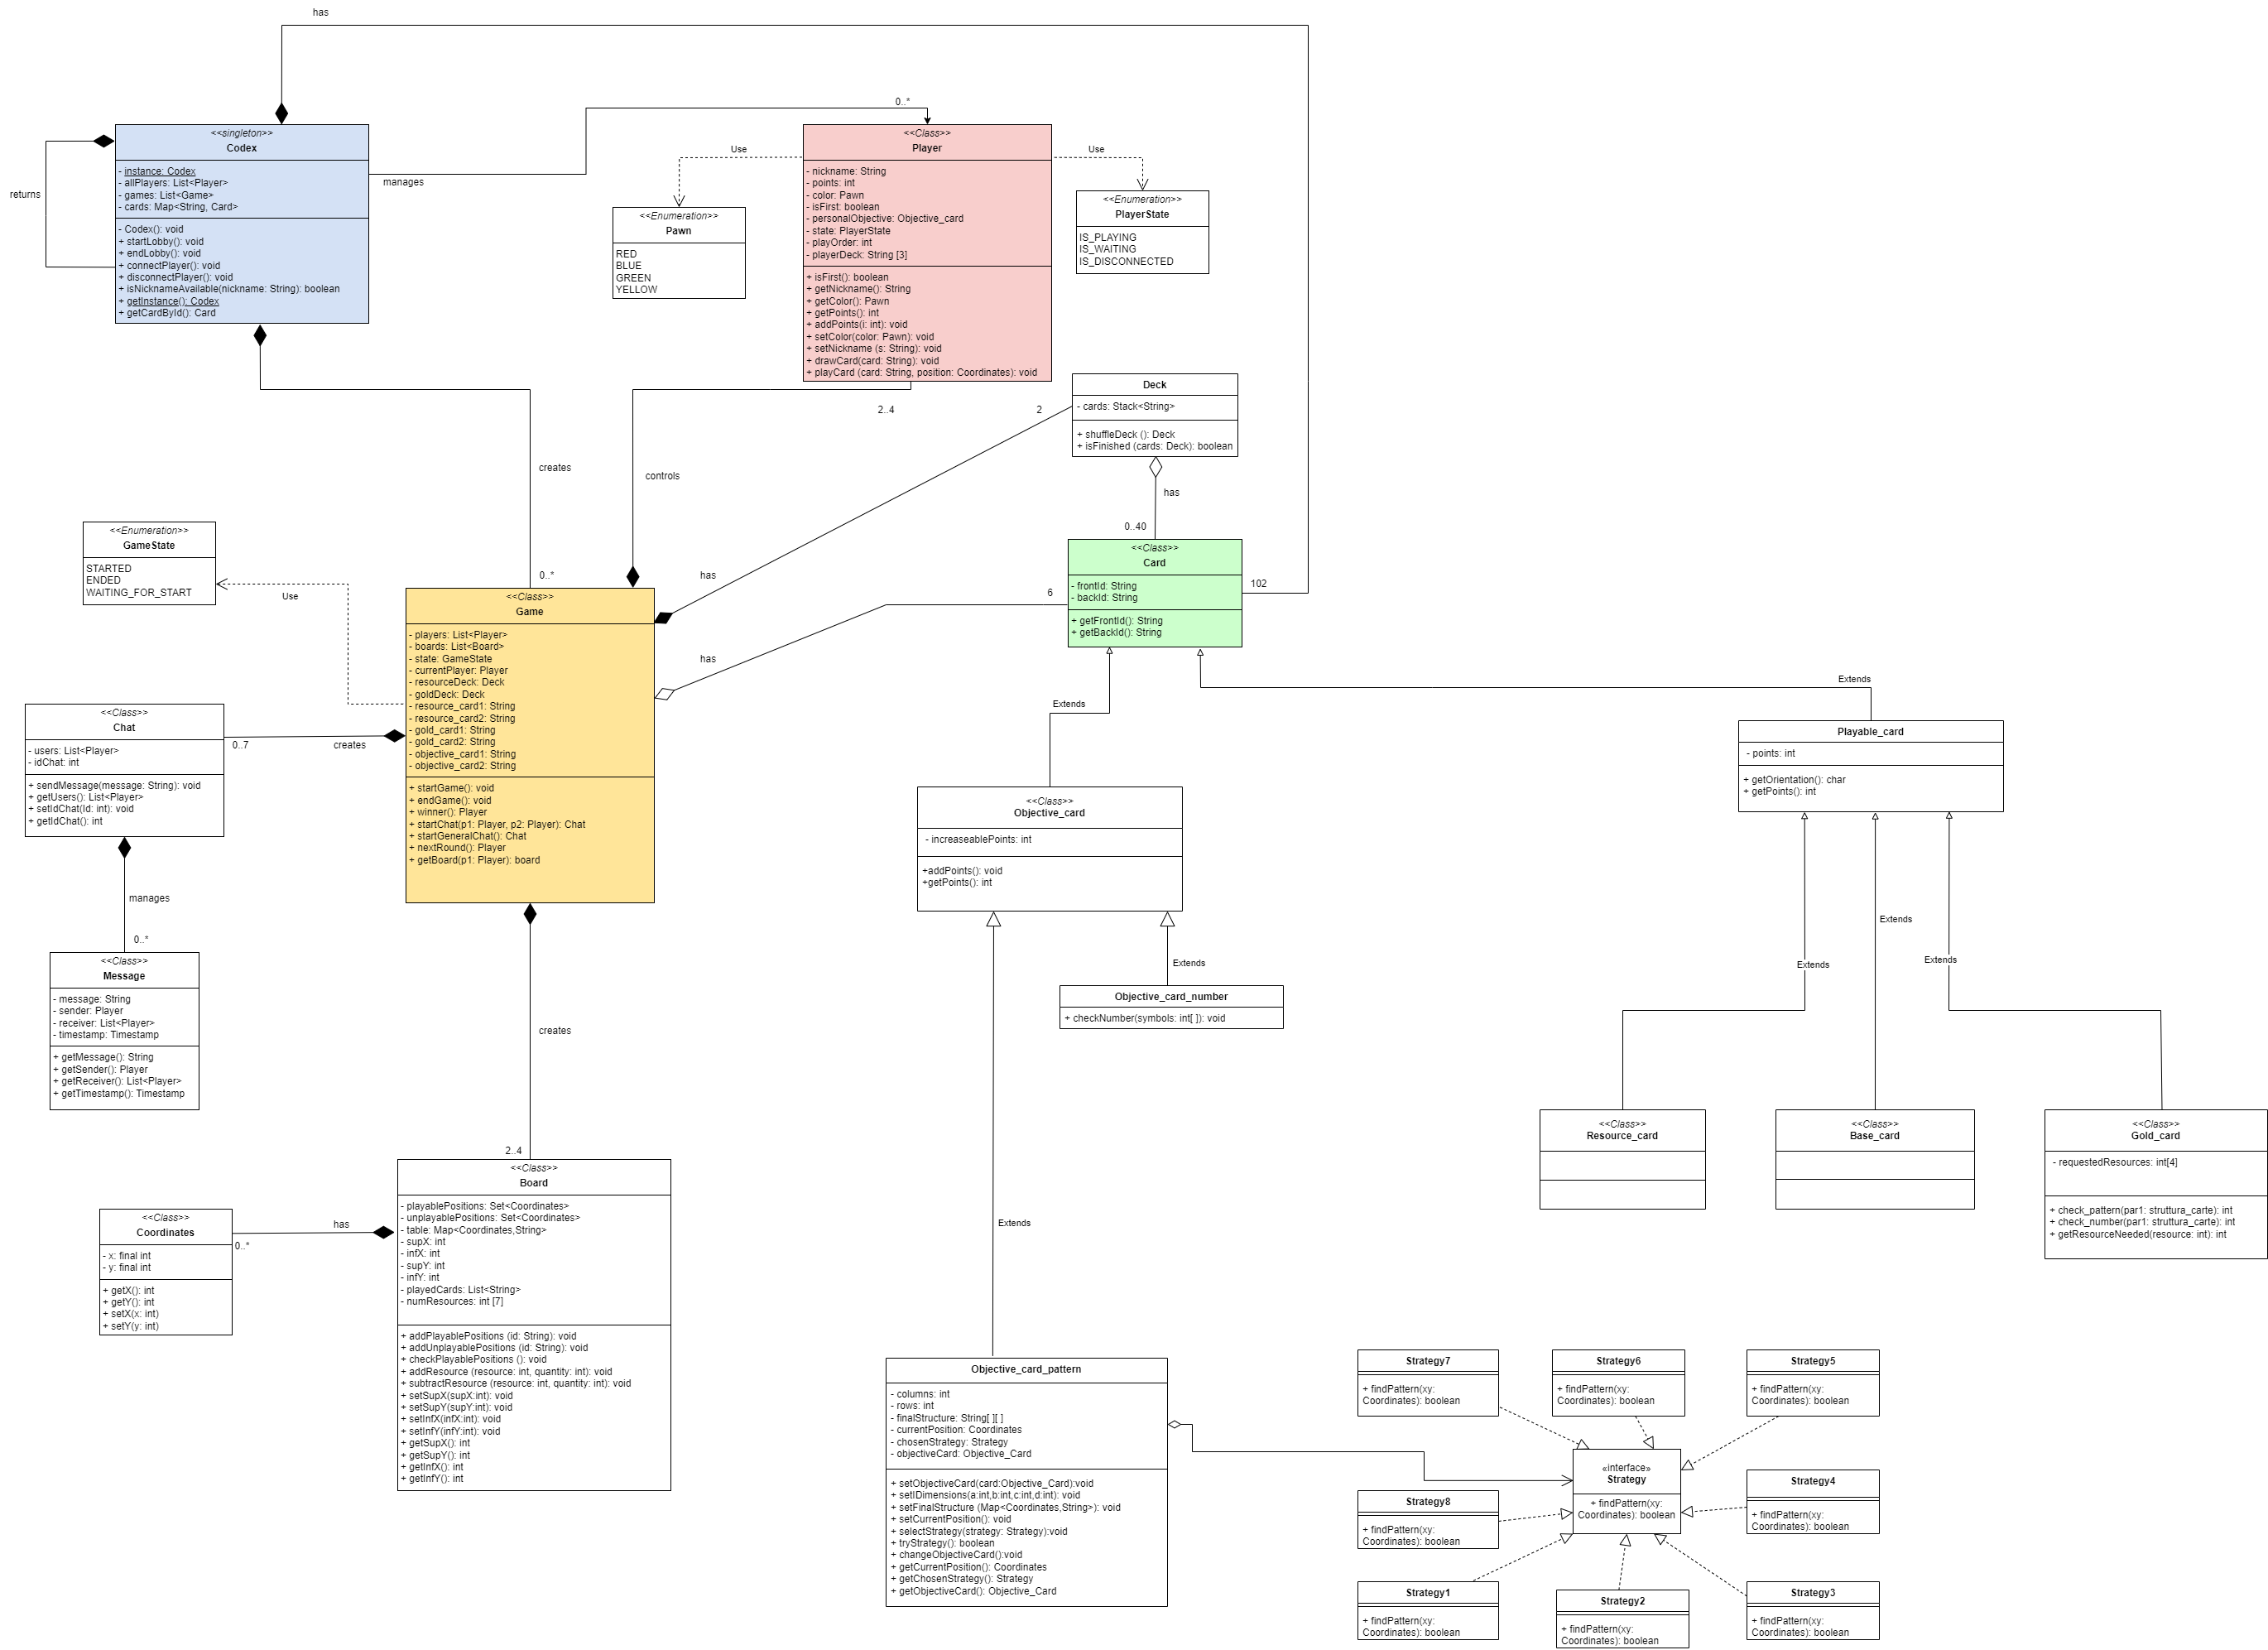 has
<<singleton>>
Codex
- instance: Codex
- allPlayers: List<Player>
- games: List<Game>
- cards: Map<String, Card>
- Codex(): void
+ startLobby(): void
+ endLobby(): void
+ connectPlayer(): void
+ disconnectPlayer(): void
+ isNicknameAvailable(nickname: String): boolean
+ getInstance(): Codex
+ getCardById(): Card
returns
manages
0..*
<<Class>>
Player
- nickname: String
- points: int
- color: Pawn
- isFirst: boolean
- personalObjective: Objective_card
- state: PlayerState
- playOrder: int
- playerDeck: String [3]
+ isFirst(): boolean
+ getNickname(): String
+ getColor(): Pawn
+ getPoints(): int
+ addPoints(i: int): void
+ setColor(color: Pawn): void
+ setNickname (s: String): void
+ drawCard(card: String): void
+ playCard (card: String, position: Coordinates): void
Use
<<Enumeration>>
Pawn
RED
BLUE
GREEN
YELLOW
Use
<<Enumeration>>
PlayerState
IS_PLAYING
IS_WAITING
IS_DISCONNECTED
2..4
2
Deck
- cards: Stack<String>
+ shuffleDeck (): Deck
+ isFinished (cards: Deck): boolean
creates
controls
has
0..40
<<Enumeration>>
GameState
STARTED
ENDED
WAITING_FOR_START
Use
0..*
has
6
<<Class>>
Card
- frontId: String
- backId: String
+ getFrontId(): String
+ getBackId(): String
102
has
<<Class>>
Game
- players: List<Player>
- boards: List<Board>
- state: GameState
- currentPlayer: Player
- resourceDeck: Deck
- goldDeck: Deck
- resource_card1: String
- resource_card2: String
- gold_card1: String
- gold_card2: String
- objective_card1: String
- objective_card2: String
+ startGame(): void
+ endGame(): void
+ winner(): Player
+ startChat(p1: Player, p2: Player): Chat
+ startGeneralChat(): Chat
+ nextRound(): Player
+ getBoard(p1: Player): board
<<Class>>
Chat
- users: List<Player>
- idChat: int
+ sendMessage(message: String): void
+ getUsers(): List<Player>
+ setIdChat(Id: int): void
+ getIdChat(): int
0..7
creates
manages
0..*
<<Class>>
Message
- message: String
- sender: Player
- receiver: List<Player>
- timestamp: Timestamp
+ getMessage(): String
+ getSender(): Player
+ getReceiver(): List<Player>
+ getTimestamp(): Timestamp
Extends
Extends
Playable_card
- points: int
+ getOrientation(): char
+ getPoints(): int
<<Class>>
Objective_card
- increaseablePoints: int
+addPoints(): void
+getPoints(): int
Extends
Extends
Extends
Extends
Objective_card_number
+ checkNumber(symbols: int[ ]): void
creates
2..4
<<Class>>
Board
- playablePositions: Set<Coordinates>
- unplayablePositions: Set<Coordinates>
- table: Map<Coordinates,String>
- supX: int
- infX: int
- supY: int
- infY: int
- playedCards: List<String>
- numResources: int [7]
+ addPlayablePositions (id: String): void
+ addUnplayablePositions (id: String): void
+ checkPlayablePositions (): void
+ addResource (resource: int, quantity: int): void
+ subtractResource (resource: int, quantity: int): void
+ setSupX(supX:int): void
+ setSupY(supY:int): void
+ setInfX(infX:int): void
+ setInfY(infY:int): void
+ getSupX(): int
+ getSupY(): int
+ getInfX(): int
+ getInfY(): int
<<Class>>
Coordinates
- x: final int
- y: final int
+ getX(): int
+ getY(): int
+ setX(x: int)
+ setY(y: int)
has
0..*
<<Class>>
Resource_card
<<Class>>
Base_card
<<Class>>
Gold_card
- requestedResources: int[4]
+ check_pattern(par1: struttura_carte): int
+ check_number(par1: struttura_carte): int
+ getResourceNeeded(resource: int): int
Extends
Objective_card_pattern
- columns: int
- rows: int
- finalStructure: String[ ][ ]
- currentPosition: Coordinates
- chosenStrategy: Strategy
- objectiveCard: Objective_Card
+ setObjectiveCard(card:Objective_Card):void
+ setIDimensions(a:int,b:int,c:int,d:int): void
+ setFinalStructure (Map<Coordinates,String>): void
+ setCurrentPosition(): void
+ selectStrategy(strategy: Strategy):void
+ tryStrategy(): boolean
+ changeObjectiveCard():void
+ getCurrentPosition(): Coordinates
+ getChosenStrategy(): Strategy
+ getObjectiveCard(): Objective_Card
Strategy7
+ findPattern(xy:
Coordinates): boolean
Strategy6
+ findPattern(xy:
Coordinates): boolean
Strategy5
+ findPattern(xy:
Coordinates): boolean
«interface»
Strategy
+ findPattern(xy:
Coordinates): boolean
Strategy4
+ findPattern(xy:
Coordinates): boolean
Strategy8
+ findPattern(xy:
Coordinates): boolean
Strategy1
+ findPattern(xy:
Coordinates): boolean
Strategy2
+ findPattern(xy:
Coordinates): boolean
Strategy3
+ findPattern(xy:
Coordinates): boolean